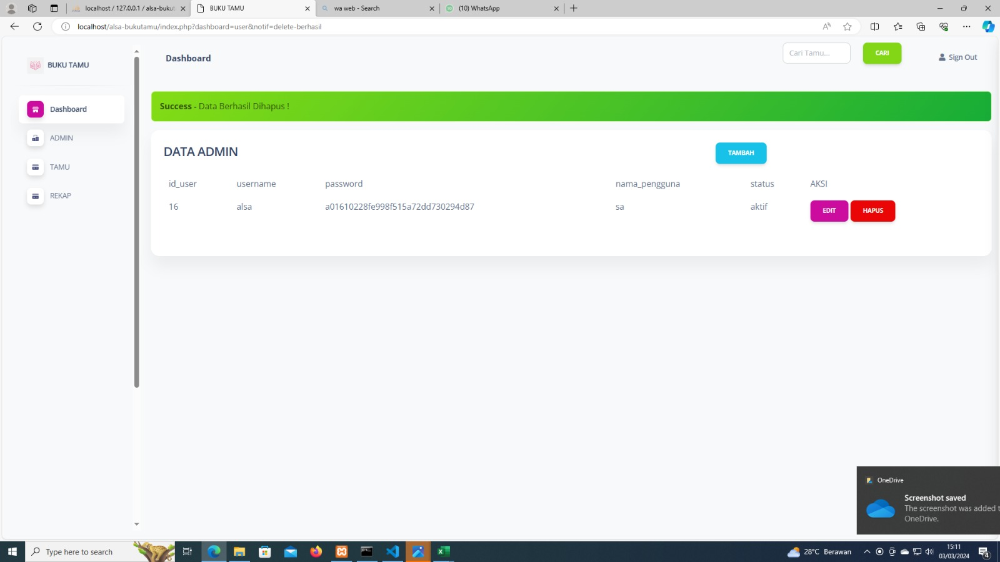 localhost / 127.0.0.1 / alsa-bukut
BUKU TAMU
wa web - Search
(10) WhatsApp
localhost/alsa-bukutamu/index.php?dashboard=user&notif=delete-berhasil
BUKU TAMU
Dashboard
Cari Tamu...
CARI
Sign Out
Dashboard
ADMIN
TAMU
REKAP
Success - Data Berhasil Dihapus !
DATA ADMIN
TAMBAH
id_user username password nama_pengguna status AKSI
16 alsa a01610228fe998f515a72dd730294d87 sa aktif EDIT HAPUS
OneDrive
Screenshot saved
The screenshot was added t
OneDrive.
Type here to search
28°C Berawan
15:11
03/03/2024
4